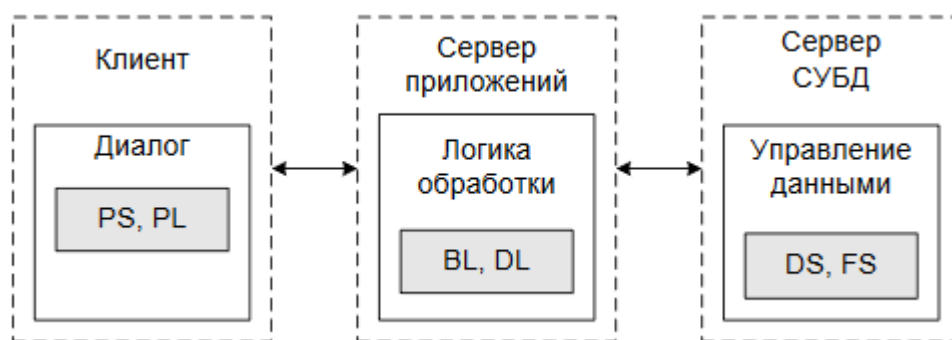 Клиент
Диалог
PS, PL
Сервер
приложений
Логика
обработки
BL, DL
Сервер
СУБД
Управление
данными
DS, FS